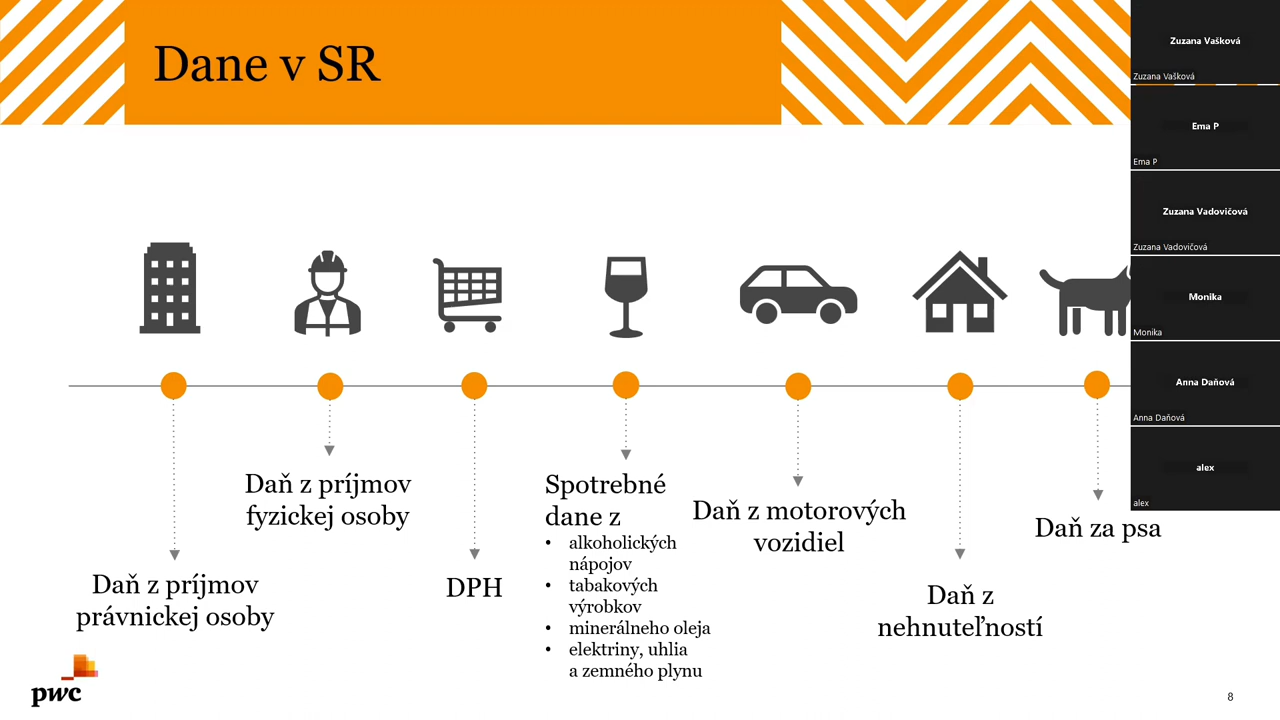 Dane v SR
Daň z príjmov
právnickej osoby
Daň z príjmov
fyzickej osoby
DPH
Spotrebné
dane z
• alkoholických
nápojov
• tabakových
výrobkov
• minerálneho oleja
• elektriny, uhlia
a zemného plynu
Daň z motorových
vozidiel
Daň z
nehnuteľností
Daň za psa
pwc
8
Zuzana Vašková
Zuzana Vašková
Ema P
Ema P
Zuzana Vadovičová
Zuzana Vadovičová
Monika
Monika
Anna Daňová
Anna Daňová
alex
alex